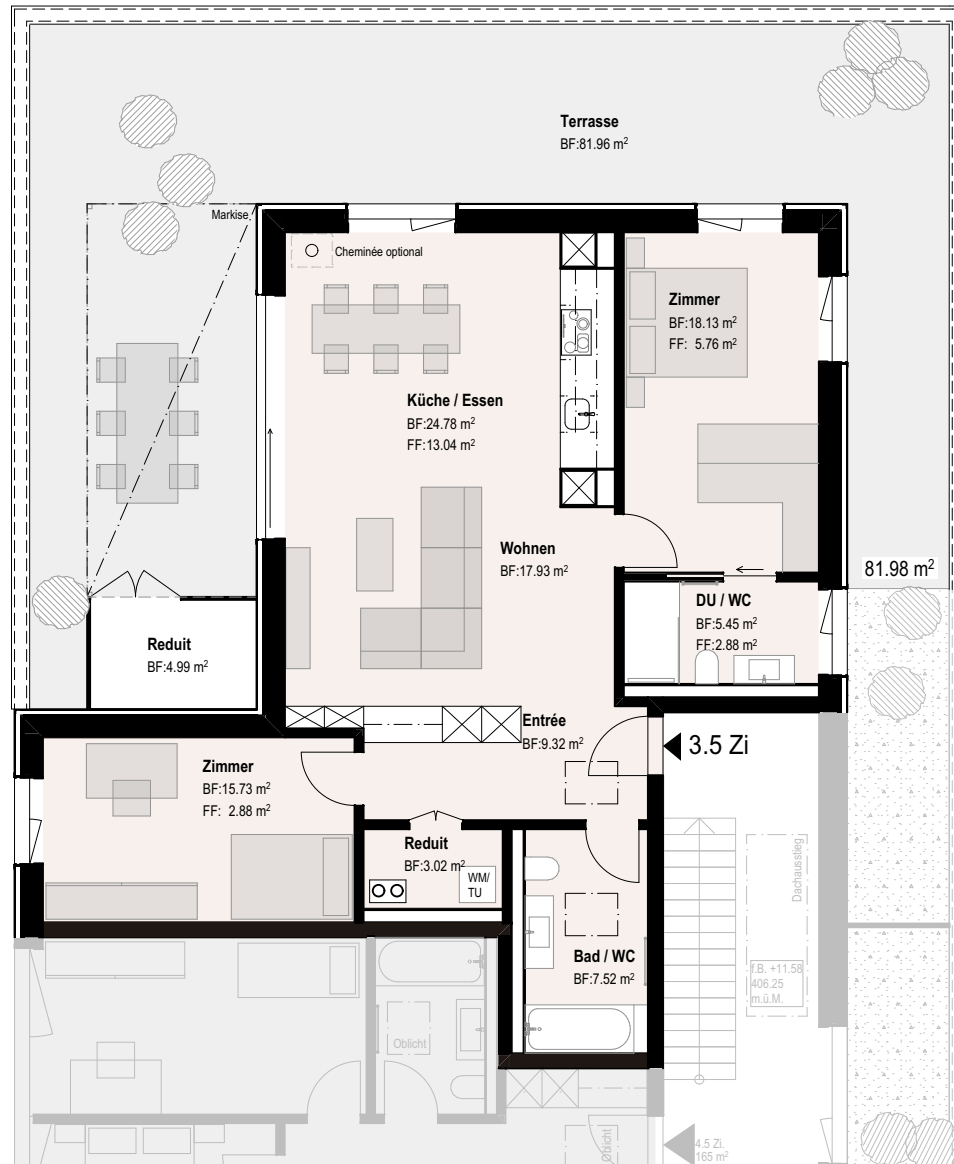 Terrasse
BF:81.96 m²
Markise
Cheminée optional
Zimmer
BF:18.13 m²
FF: 5.76 m²
Küche / Essen
BF:24.78 m²
FF:13.04 m²
Wohnen
BF:17.93 m²
81.98 m²
DU / WC
BF:5.45 m²
FF:2.88 m²
Reduit
BF:4.99 m²
Entrée
BF:9.32 m²
3.5 Zi
Zimmer
BF:15.73 m²
FF: 2.88 m²
Reduit
BF:3.02 m²
WM/
TU
Dachausstieg
Bad / WC
BF:7.52 m²
f.B. +11.58
406.25
m.ü.M.
Oblicht
Oblicht
4.5 Zi.
165 m²